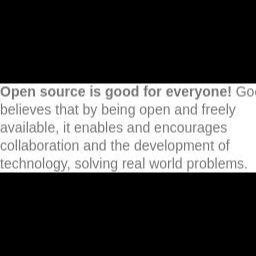 Open source is good for everyone!
believes that by being open and freely
available, it enables and encourages
collaboration and the development of
technology, solving real world problems.